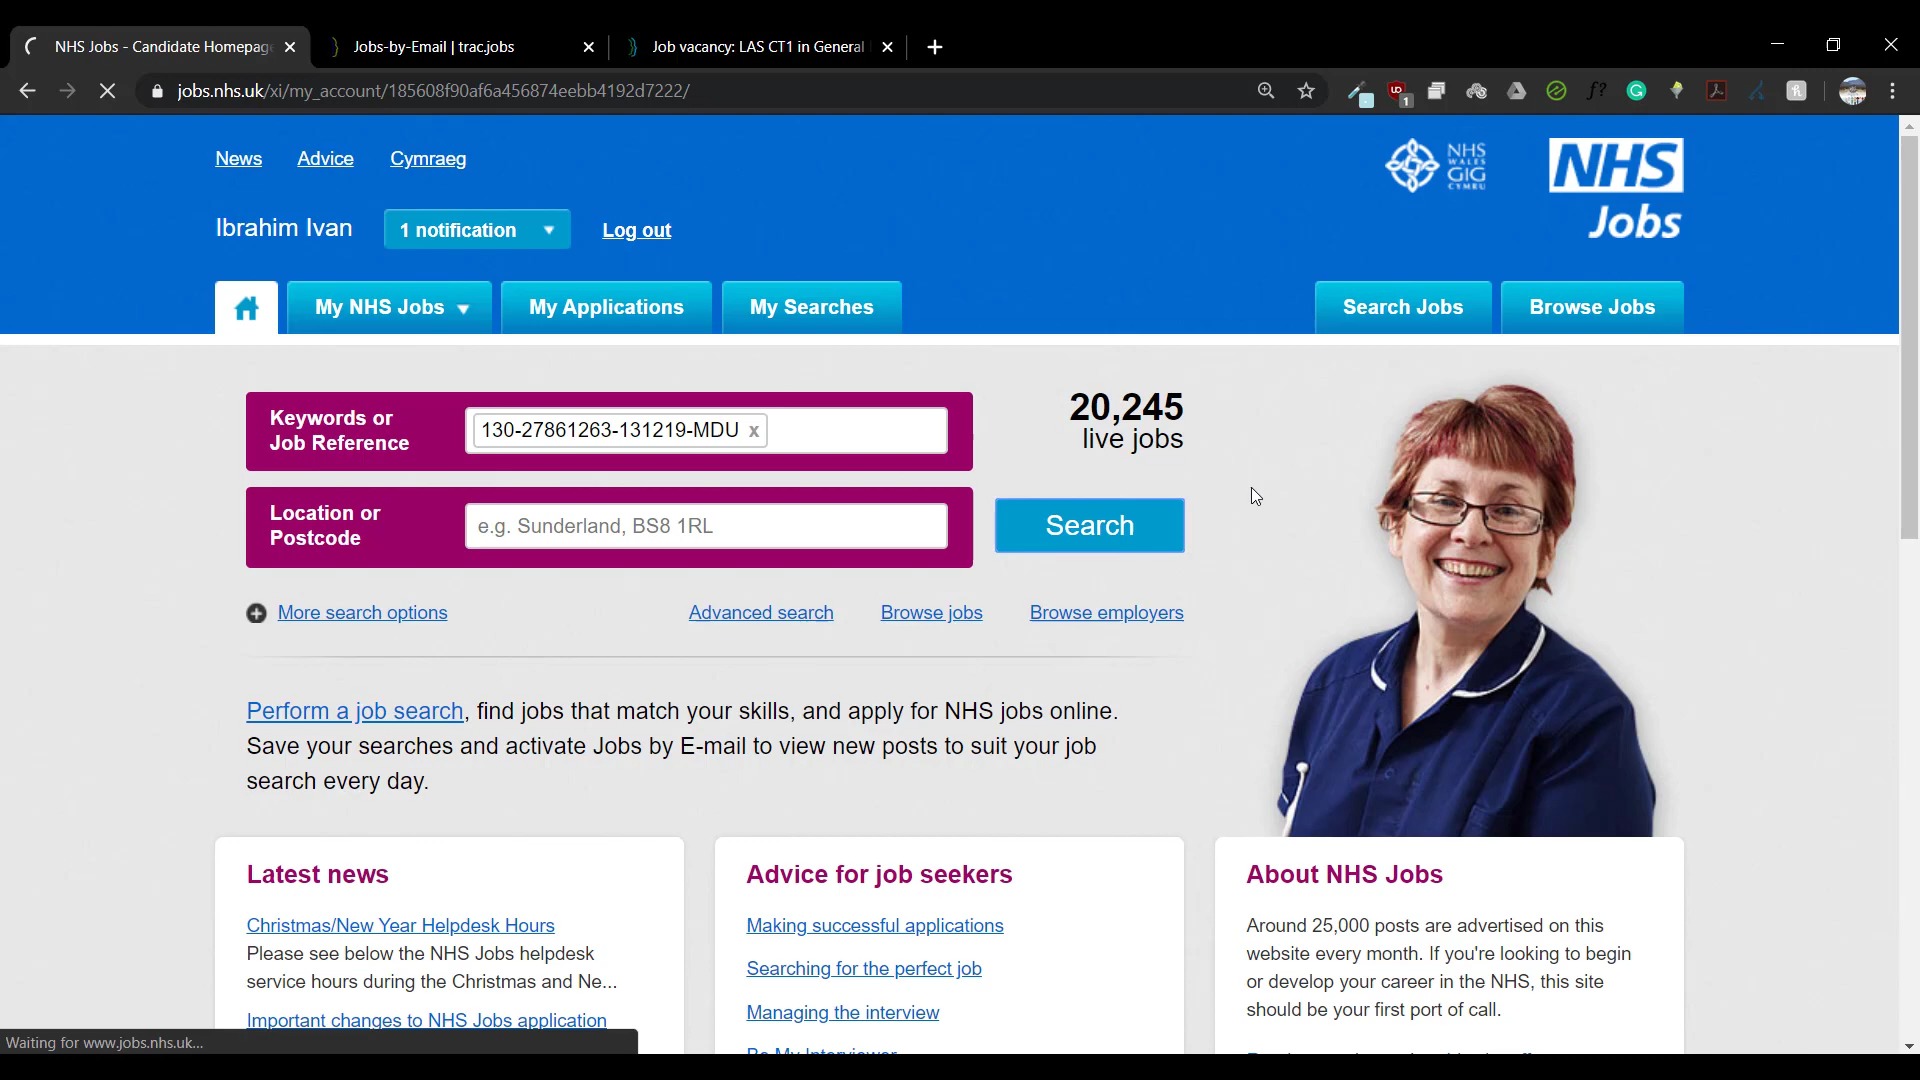 NHS Jobs - Candidate Homepag
Jobs-by-Email | trac.jobs
Job vacancy: LAS CT1 in General
jobs.nhs.uk/xi/my_account/185608f90af6a456874eebb4192d7222/
1
f?
News
Advice
Cymraeg
NHS
WALES
GIG
CYMRU
NHS
Jobs
Ibrahim Ivan
1 notification
Log out
My NHS Jobs
My Applications
My Searches
Search Jobs
Browse Jobs
Keywords or
Job Reference
130-27861263-131219-MDU x
20,245
live jobs
Location or
Postcode
e.g. Sunderland, BS8 1RL
Search
More search options
Advanced search
Browse jobs
Browse employers
Perform a job search, find jobs that match your skills, and apply for NHS jobs online.
Save your searches and activate Jobs by E-mail to view new posts to suit your job
search every day.
Latest news
Christmas/New Year Helpdesk Hours
Please see below the NHS Jobs helpdesk
service hours during the Christmas and Ne...
Important changes to NHS Jobs application
Advice for job seekers
Making successful applications
Searching for the perfect job
Managing the interview
Be My Interviewer
About NHS Jobs
Around 25,000 posts are advertised on this
website every month. If you're looking to begin
or develop your career in the NHS, this site
should be your first port of call.
Waiting for www.jobs.nhs.uk...